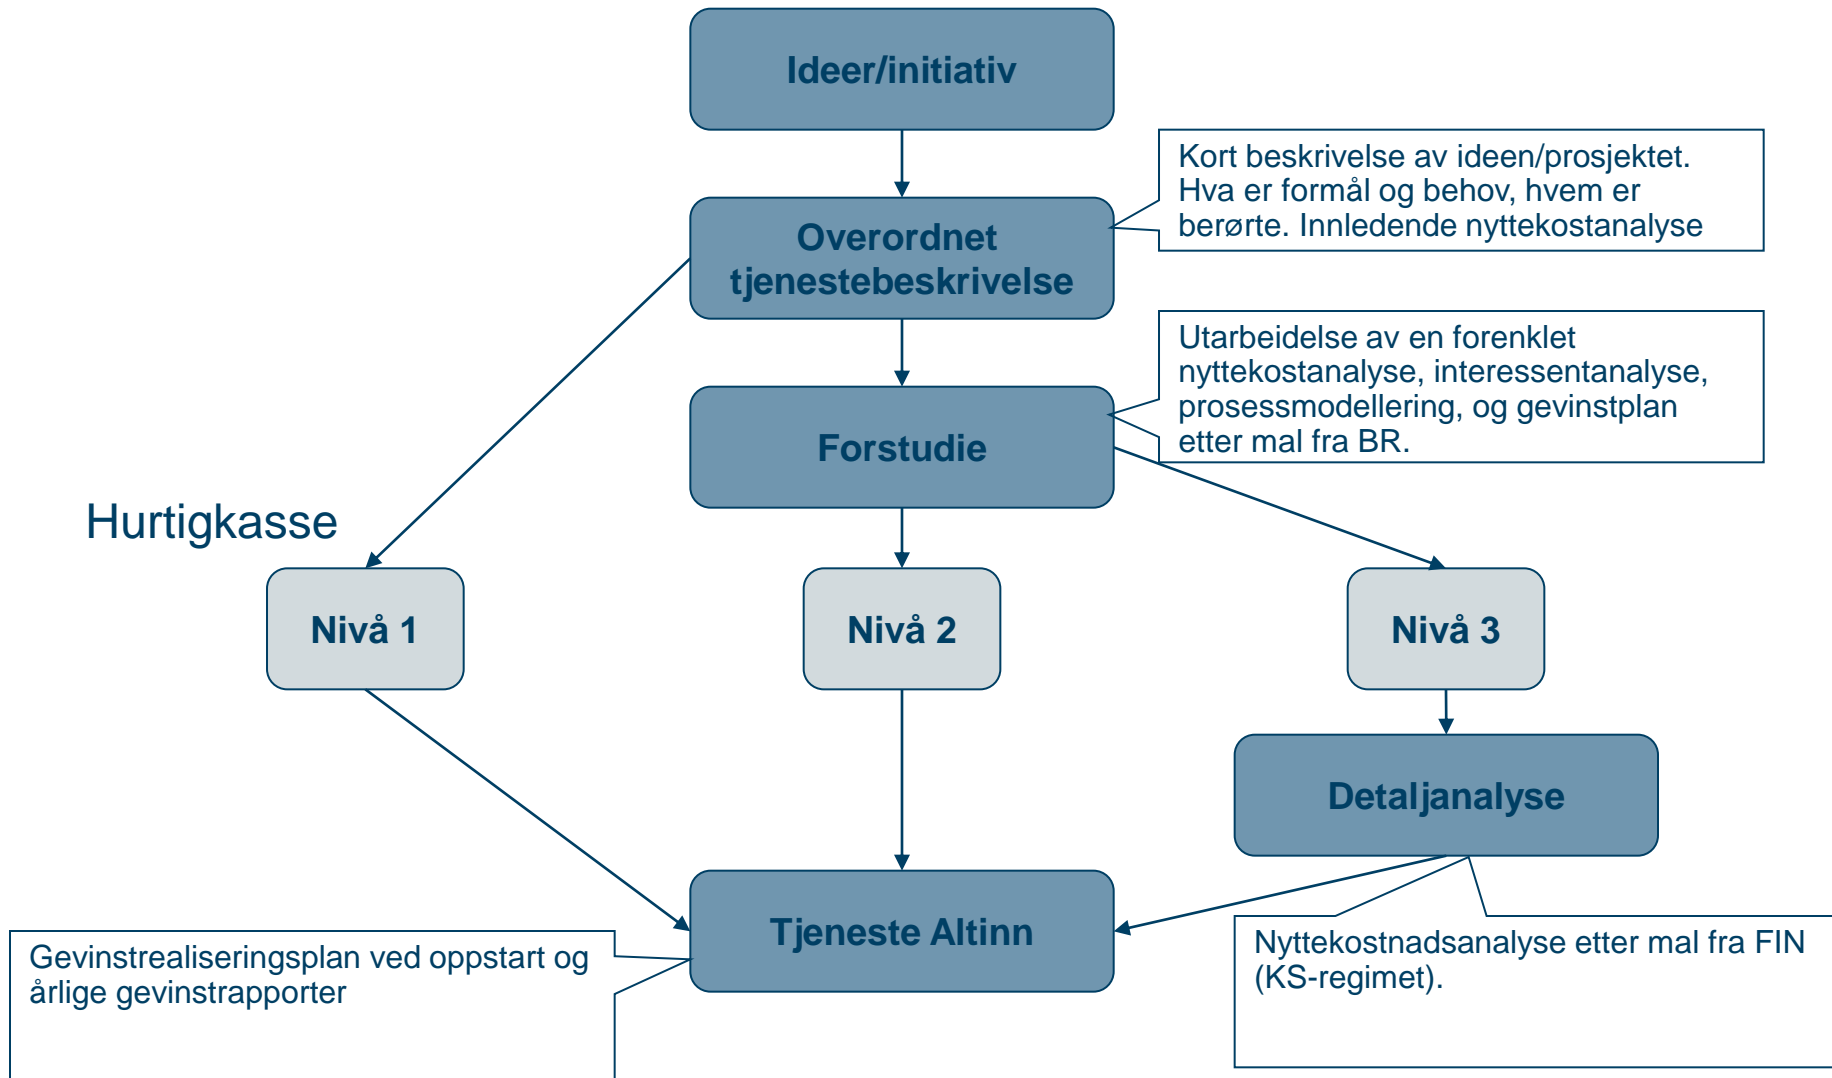 Ideer/initiativ
Kort beskrivelse av ideen/prosjektet.
Hva er formål og behov, hvem er
berørte. Innledende nyttekostanalyse
Overordnet
tjenestebeskrivelse
Utarbeidelse av en forenklet
nyttekostanalyse, interessentanalyse,
prosessmodellering, og gevinstplan
etter mal fra BR.
Forstudie
Hurtigkasse
Nivå 1
Nivå 2
Nivå 3
Detaljanalyse
Tjeneste Altinn
Gevinstrealiseringsplan ved oppstart og
årlige gevinstrapporter
Nyttekostnadsanalyse etter mal fra FIN
(KS-regimet).